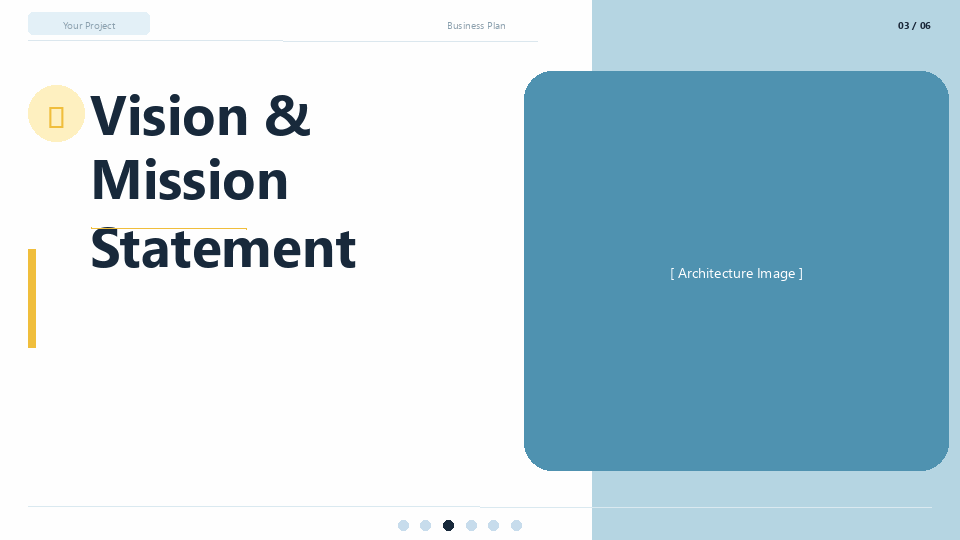 Your Project
Business Plan
03 / 06
Vision &
Mission
Statement
[ Architecture Image ]